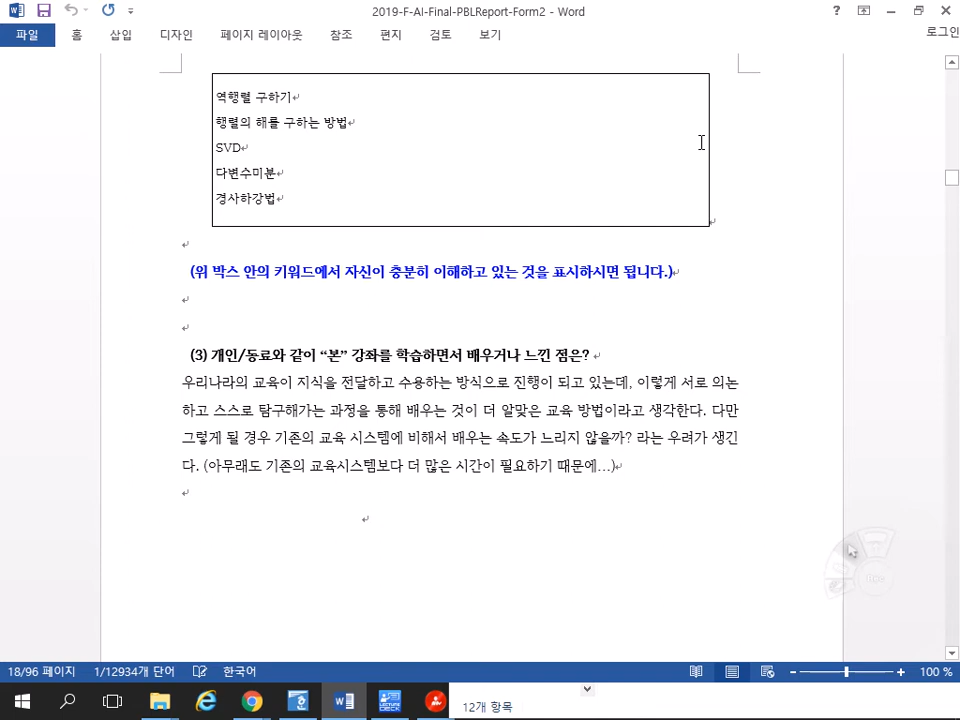 2019-F-AI-Final-PBLReport-Form2 - Word
?
파일 홈 삽입 디자인 페이지 레이아웃 참조 편지 검토 보기 로그인
역행렬 구하기
행렬의 해를 구하는 방법
SVD
다변수미분
경사하강법
(위 박스 안의 키워드에서 자신이 충분히 이해하고 있는 것을 표시하시면 됩니다.)
(3) 개인/동료와 같이 “본” 강좌를 학습하면서 배우거나 느낀 점은?
우리나라의 교육이 지식을 전달하고 수용하는 방식으로 진행이 되고 있는데, 이렇게 서로 의논
하고 스스로 탐구해가는 과정을 통해 배우는 것이 더 알맞은 교육 방법이라고 생각한다. 다만
그렇게 될 경우 기존의 교육 시스템에 비해서 배우는 속도가 느리지 않을까? 라는 우려가 생긴
다. (아무래도 기존의 교육시스템보다 더 많은 시간이 필요하기 때문에...)
18/96 페이지 1/12934개 단어 한국어 100 %
12개 항목